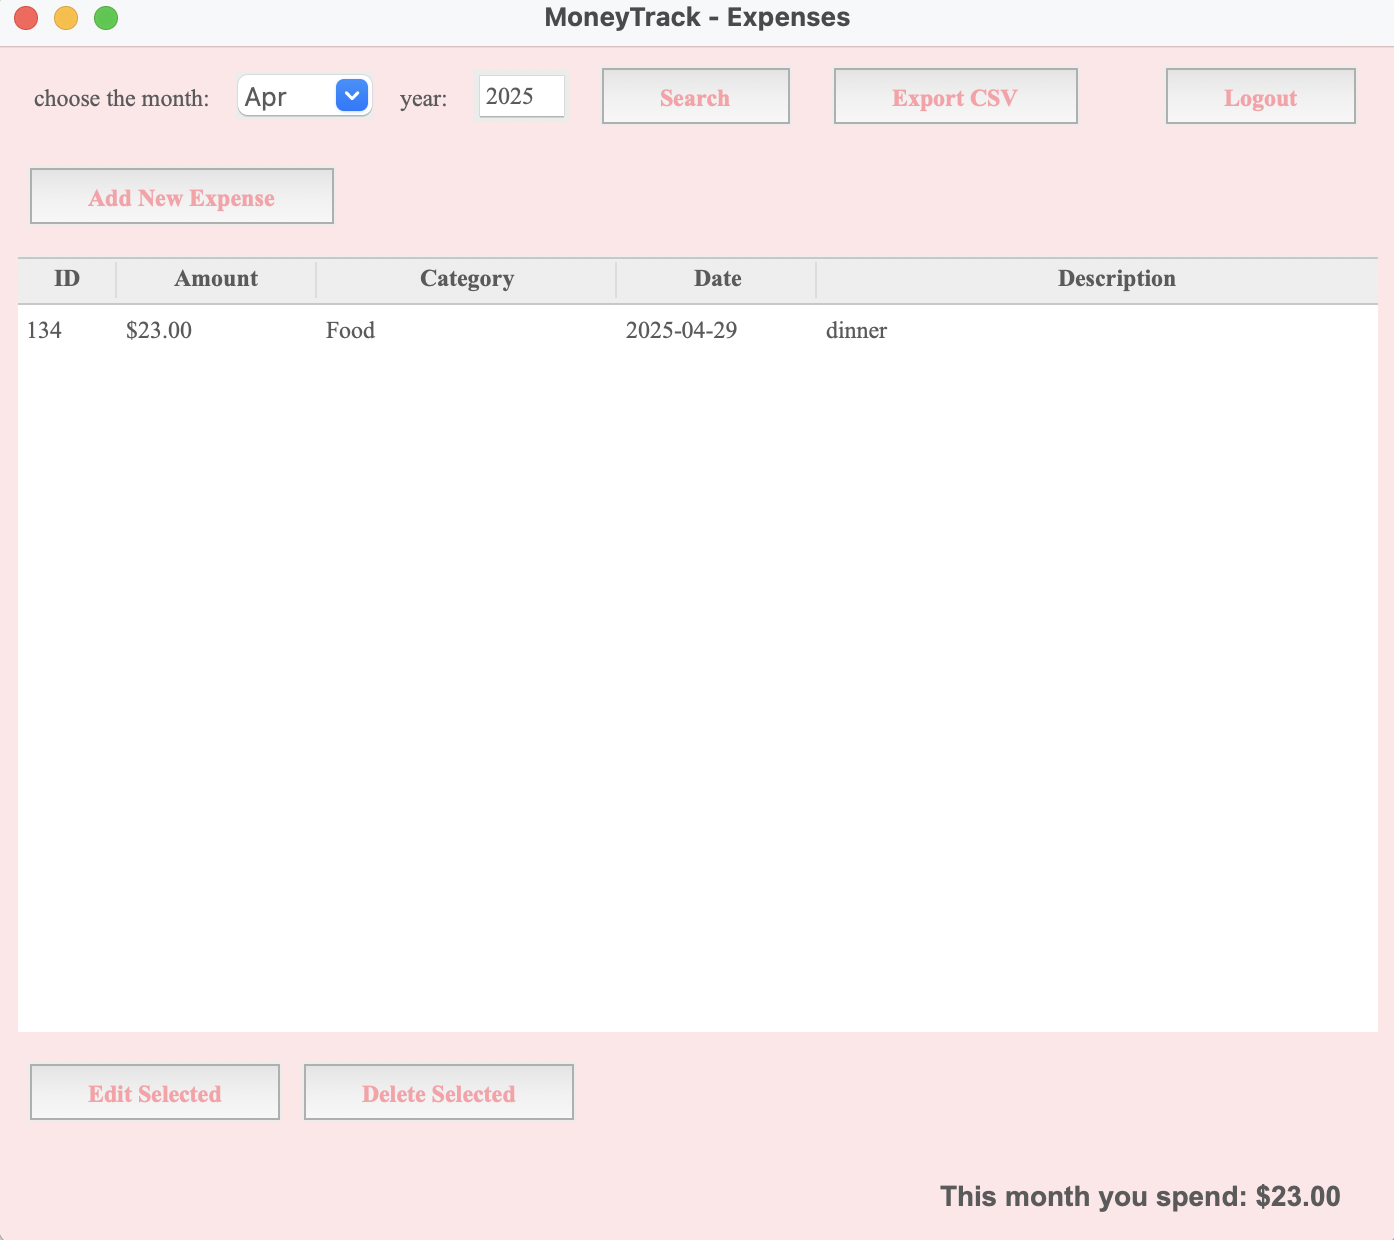 MoneyTrack - Expenses
choose the month: Apr year: 2025 Search Export CSV Logout
Add New Expense
ID Amount Category Date Description
134 $23.00 Food 2025-04-29 dinner
Edit Selected Delete Selected
This month you spend: $23.00